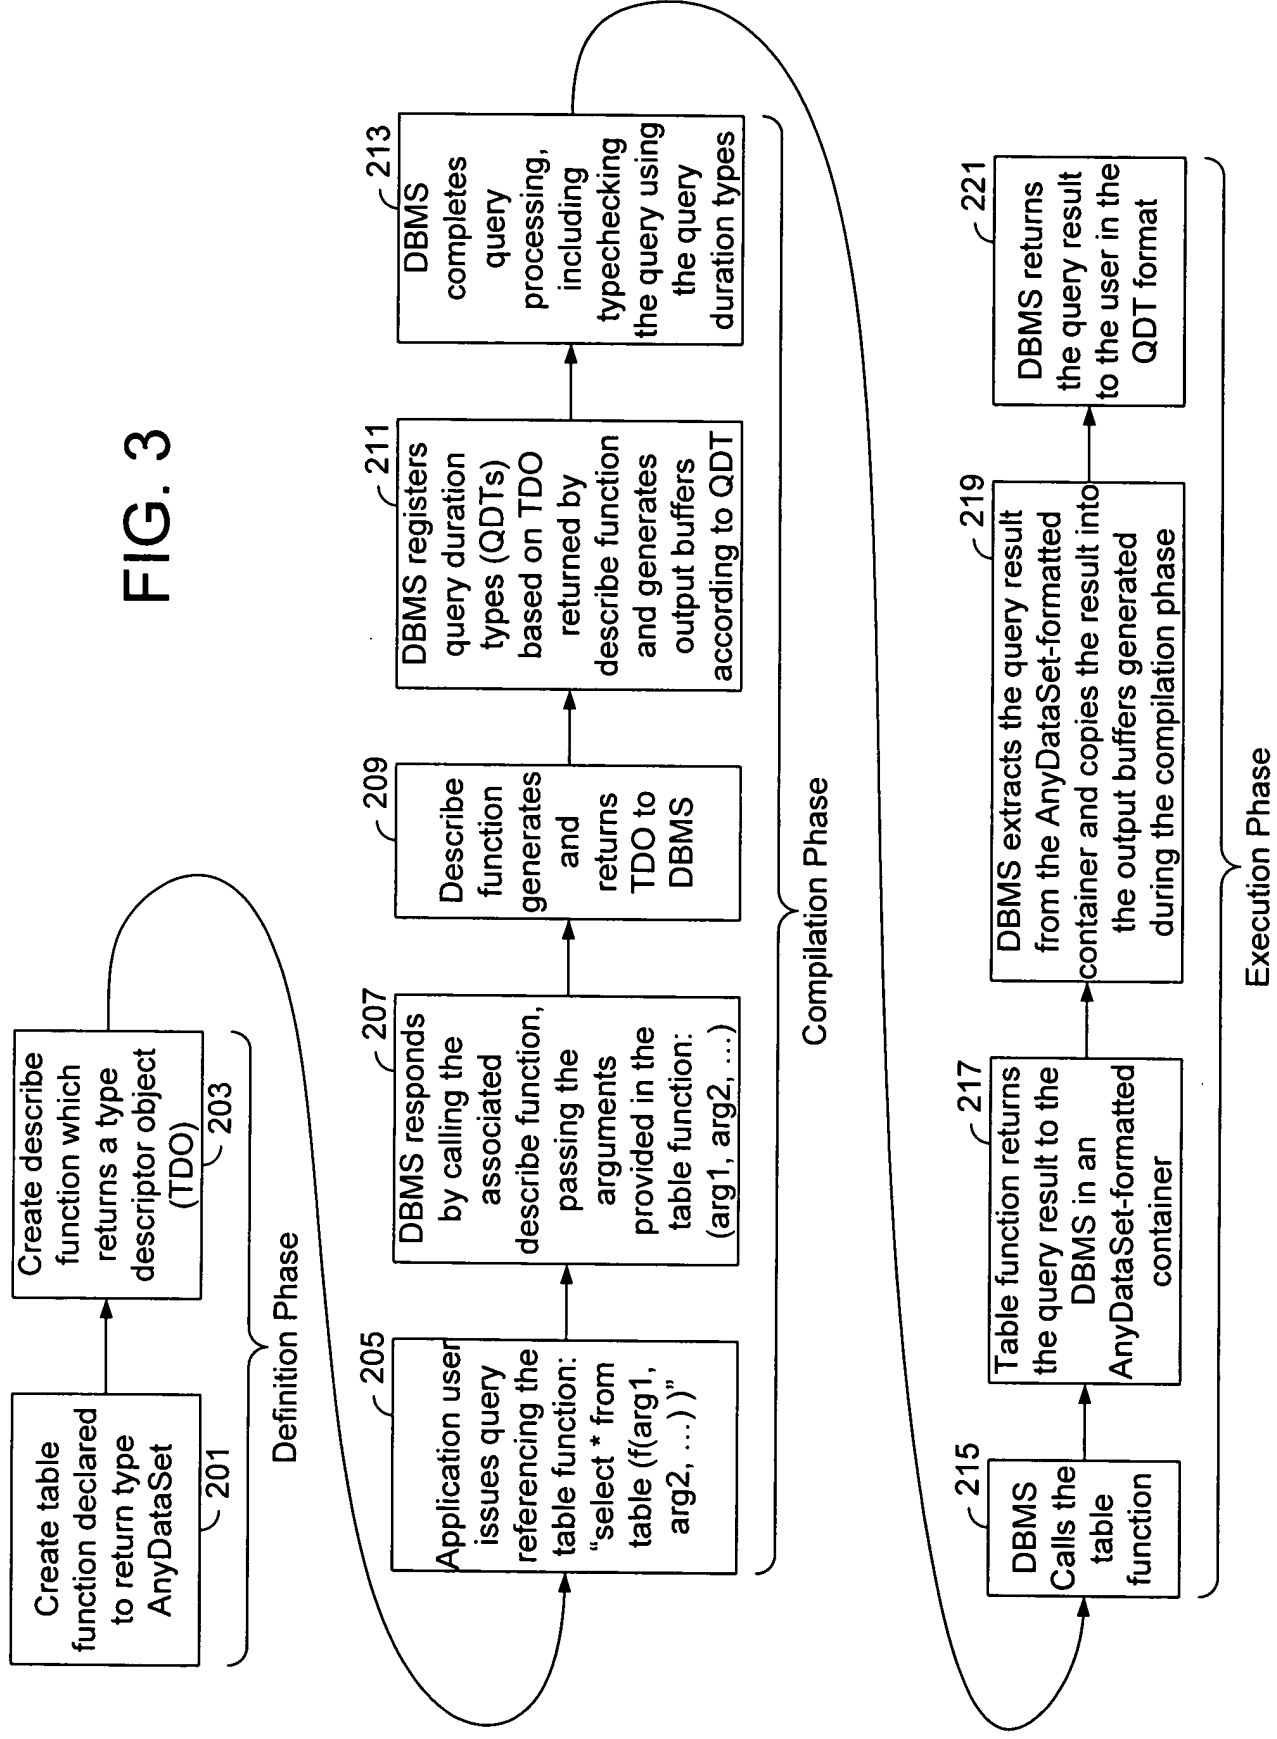 FIG. 3
Create table
function declared
to return type
AnyDataSet
201
Create describe
function which
returns a type
descriptor object
(TDO)
203
Definition Phase
205
Application user
issues query
referencing the
table function:
“select * from
table (f(arg1,
arg2, …) )”
207
DBMS responds
by calling the
associated
describe function,
passing the
arguments
provided in the
table function:
(arg1, arg2, …)
209
Describe
function
generates
and
returns
TDO to
DBMS
211
DBMS registers
query duration
types (QDTs)
based on TDO
returned by
describe function
and generates
output buffers
according to QDT
213
DBMS
completes
query
processing,
including
typechecking
the query using
the query
duration types
Compilation Phase
215
DBMS
Calls the
table
function
217
Table function returns
the query result to the
DBMS in an
AnyDataSet-formatted
container
219
DBMS extracts the query result
from the AnyDataSet-formatted
container and copies the result into
the output buffers generated
during the compilation phase
221
DBMS returns
the query result
to the user in the
QDT format
Execution Phase